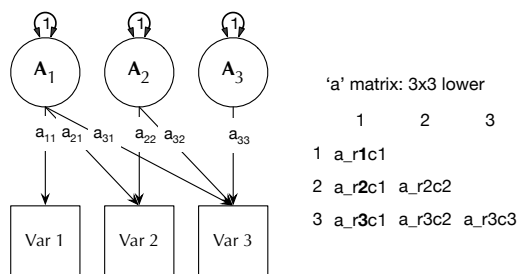 1 1 1
A1 A2 A3
a11 a21 a31 a22 a32 a33
Var 1 Var 2 Var 3
‘a’ matrix: 3x3 lower
1 2 3
1 a_r1c1
2 a_r2c1 a_r2c2
3 a_r3c1 a_r3c2 a_r3c3